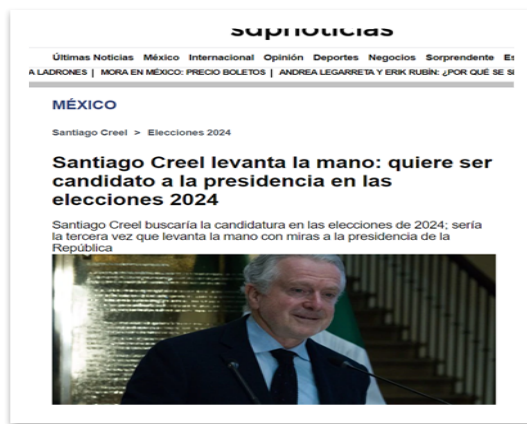 supnoticias
Últimas Noticias México Internacional Opinión Deportes Negocios Sorprendente Es
A LADRONES | MORA EN MÉXICO: PRECIO BOLETOS | ANDREA LEGARRETA Y ERIK RUBÍN: ¿POR QUÉ SE SE
MÉXICO
Santiago Creel > Elecciones 2024
Santiago Creel levanta la mano: quiere ser
candidato a la presidencia en las
elecciones 2024
Santiago Creel buscaría la candidatura en las elecciones de 2024; sería
la tercera vez que levanta la mano con miras a la presidencia de la
República